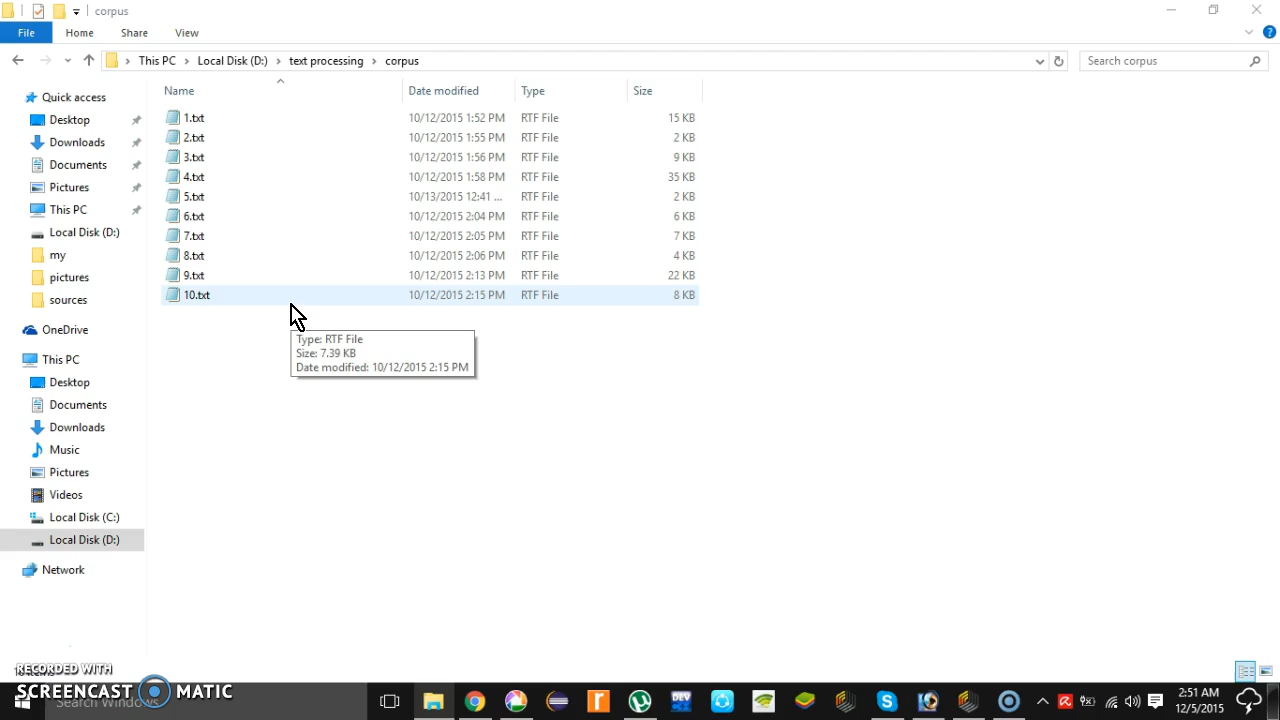 corpus
File Home Share View
This PC Local Disk (D:) text processing corpus Search corpus
Name Date modified Type Size
Quick access
Desktop
Downloads
Documents
Pictures
This PC
Local Disk (D:)
my
pictures
sources
OneDrive
This PC
Desktop
Documents
Downloads
Music
Pictures
Videos
Local Disk (C:)
Local Disk (D:)
Network
1.txt 10/12/2015 1:52 PM RTF File 15 KB
2.txt 10/12/2015 1:55 PM RTF File 2 KB
3.txt 10/12/2015 1:56 PM RTF File 9 KB
4.txt 10/12/2015 1:58 PM RTF File 35 KB
5.txt 10/13/2015 12:41 ... RTF File 2 KB
6.txt 10/12/2015 2:04 PM RTF File 6 KB
7.txt 10/12/2015 2:05 PM RTF File 7 KB
8.txt 10/12/2015 2:06 PM RTF File 4 KB
9.txt 10/12/2015 2:13 PM RTF File 22 KB
10.txt 10/12/2015 2:15 PM RTF File 8 KB
Type: RTF File
Size: 7.39 KB
Date modified: 10/12/2015 2:15 PM
RECORDED WITH
SCREENCAST MATIC
Search Windows
DEV
2:51 AM
12/5/2015